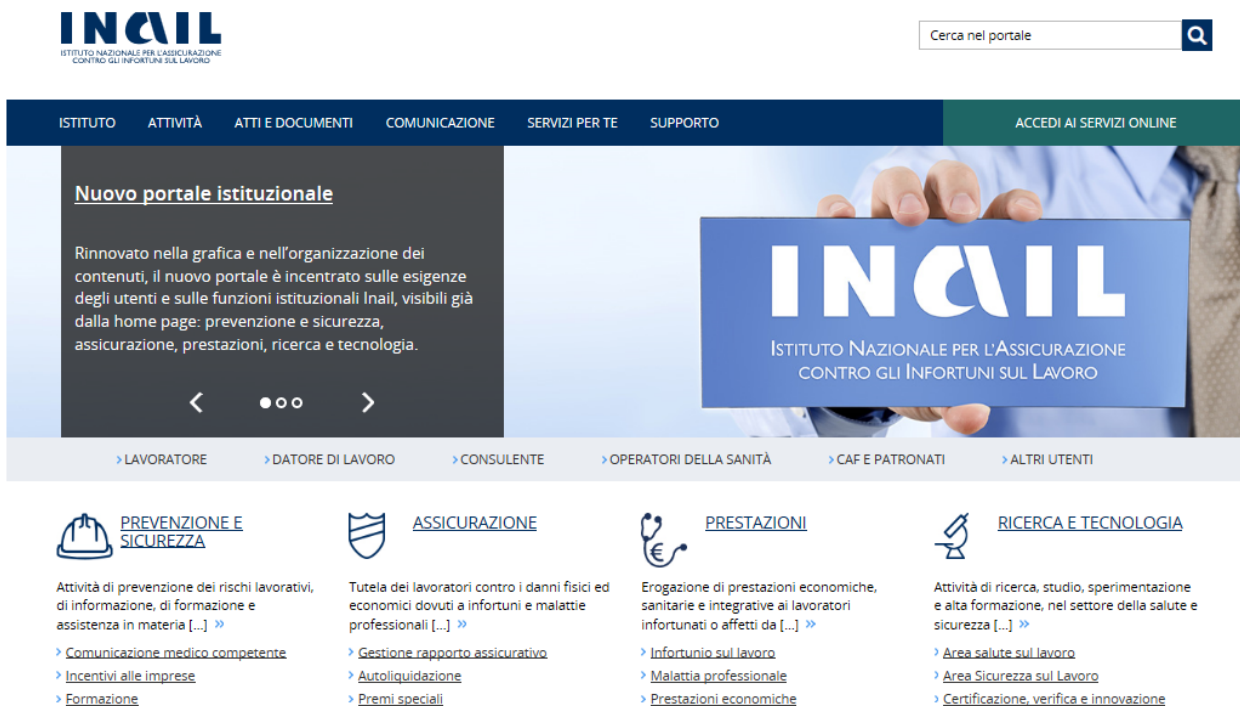 INAIL
ISTITUTO NAZIONALE PER L'ASSICURAZIONE
CONTRO GLI INFORTUNI SUL LAVORO
Cerca nel portale
ISTITUTO
ATTIVITÀ
ATTI E DOCUMENTI
COMUNICAZIONE
SERVIZI PER TE
SUPPORTO
ACCEDI AI SERVIZI ONLINE
Nuovo portale istituzionale
Rinnovato nella grafica e nell'organizzazione dei
contenuti, il nuovo portale è incentrato sulle esigenze
degli utenti e sulle funzioni istituzionali Inail, visibili già
dalla home page: prevenzione e sicurezza,
assicurazione, prestazioni, ricerca e tecnologia.
INAIL
ISTITUTO NAZIONALE PER L'ASSICURAZIONE
CONTRO GLI INFORTUNI SUL LAVORO
LAVORATORE
DATORE DI LAVORO
CONSULENTE
OPERATORI DELLA SANITÀ
CAF E PATRONATI
ALTRI UTENTI
PREVENZIONE E
SICUREZZA
Attività di prevenzione dei rischi lavorativi,
di informazione, di formazione e
assistenza in materia [...] »
Comunicazione medico competente
Incentivi alle imprese
Formazione
ASSICURAZIONE
Tutela dei lavoratori contro i danni fisici ed
economici dovuti a infortuni e malattie
professionali [...] »
Gestione rapporto assicurativo
Autoliquidazione
Premi speciali
PRESTAZIONI
Erogazione di prestazioni economiche,
sanitarie e integrative ai lavoratori
infortunati o affetti da [...] »
Infortunio sul lavoro
Malattia professionale
Prestazioni economiche
RICERCA E TECNOLOGIA
Attività di ricerca, studio, sperimentazione
e alta formazione, nel settore della salute e
sicurezza [...] »
Area salute sul lavoro
Area Sicurezza sul Lavoro
Certificazione, verifica e innovazione